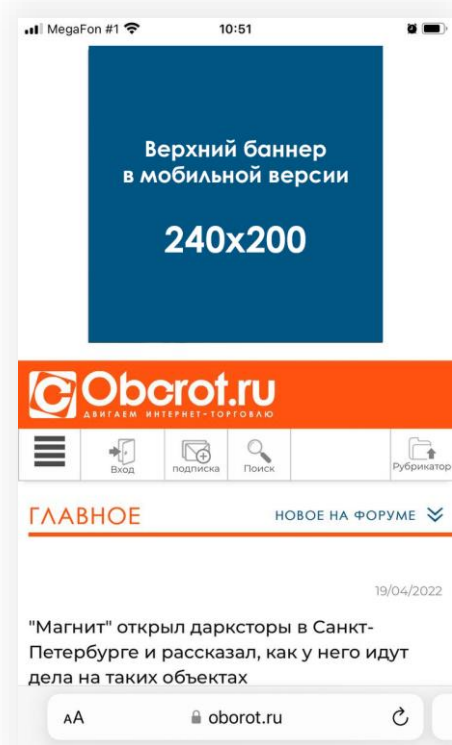 MegaFon #1 10:51
Верхний баннер
в мобильной версии
240x200
Oborot.ru
ДВИГАЕМ ИНТЕРНЕТ-ТОРГОВЛЮ
Вход подписка Поиск Рубрикатор
ГЛАВНОЕ НОВОЕ НА ФОРУМЕ
19/04/2022
"Магнит" открыл дарксторы в Санкт-
Петербурге и рассказал, как у него идут
дела на таких объектах
AA oborot.ru